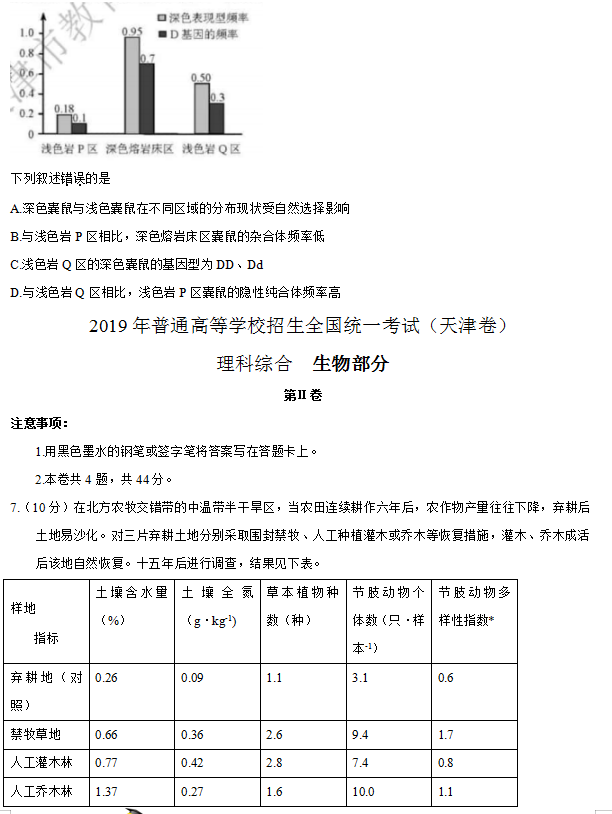 津市教
深色表现型频率
D 基因的频率
1.0
0.8
0.6
0.4
0.2
0
0.18
0.1
0.95
0.7
0.50
0.3
浅色岩 P 区 深色熔岩床区 浅色岩 Q 区
下列叙述错误的是
A.深色囊鼠与浅色囊鼠在不同区域的分布现状受自然选择影响
B.与浅色岩 P 区相比，深色熔岩床区囊鼠的杂合体频率低
C.浅色岩 Q 区的深色囊鼠的基因型为 DD、Dd
D.与浅色岩 Q 区相比，浅色岩 P 区囊鼠的隐性纯合体频率高
2019 年普通高等学校招生全国统一考试（天津卷）
理科综合 生物部分
第Ⅱ卷
注意事项：
1.用黑色墨水的钢笔或签字笔将答案写在答题卡上。
2.本卷共 4 题，共 44 分。
7.（10 分）在北方农牧交错带的中温带半干旱区，当农田连续耕作六年后，农作物产量往往下降，弃耕后
土地易沙化。对三片弃耕土地分别采取围封禁牧、人工种植灌木或乔木等恢复措施，灌木、乔木成活
后该地自然恢复。十五年后进行调查，结果见下表。
样地
指标
土壤含水量
（%）
土壤全氮
（g·kg-1)
草本植物种
数（种）
节肢动物个
体数（只·样
本-1）
节肢动物多
样性指数*
弃耕地（对
照）
0.26 0.09 1.1 3.1 0.6
禁牧草地 0.66 0.36 2.6 9.4 1.7
人工灌木林 0.77 0.42 2.8 7.4 0.8
人工乔木林 1.37 0.27 1.6 10.0 1.1